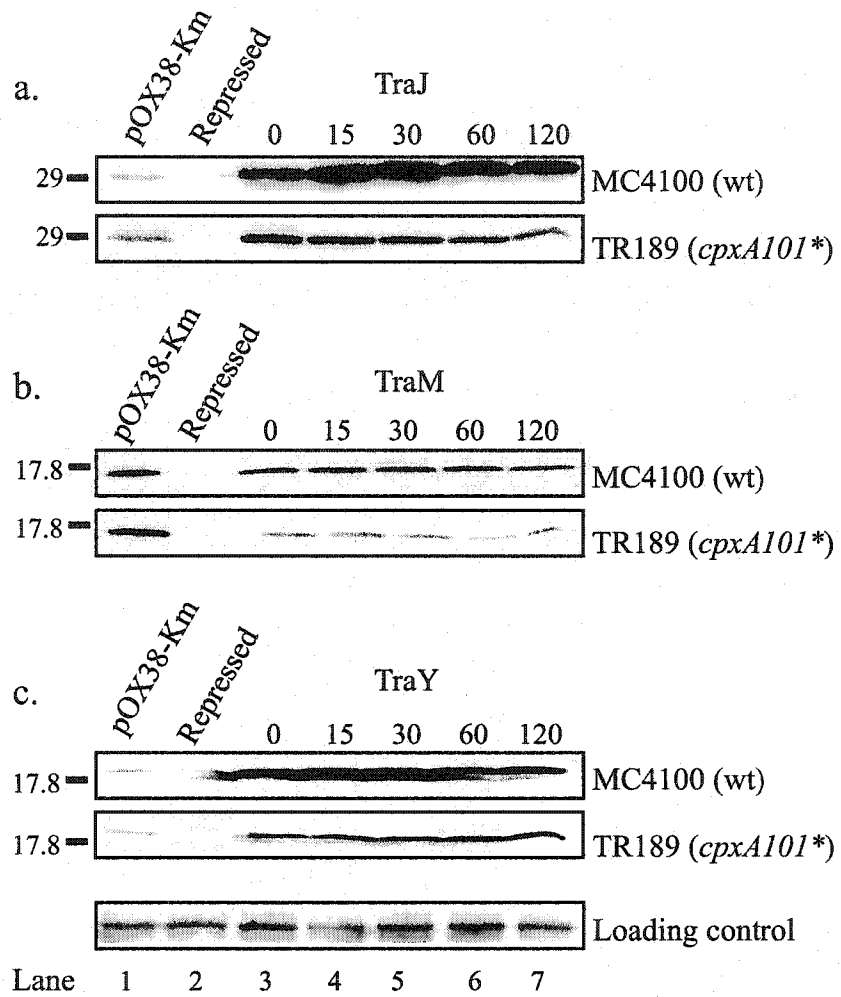 a.
pOX38-Km
Repressed
TraJ
0 15 30 60 120
29
MC4100 (wt)
29
TR189 (cpxA101*)
b.
pOX38-Km
Repressed
TraM
0 15 30 60 120
17.8
MC4100 (wt)
17.8
TR189 (cpxA101*)
c.
pOX38-Km
Repressed
TraY
0 15 30 60 120
17.8
MC4100 (wt)
17.8
TR189 (cpxA101*)
Loading control
Lane 1 2 3 4 5 6 7